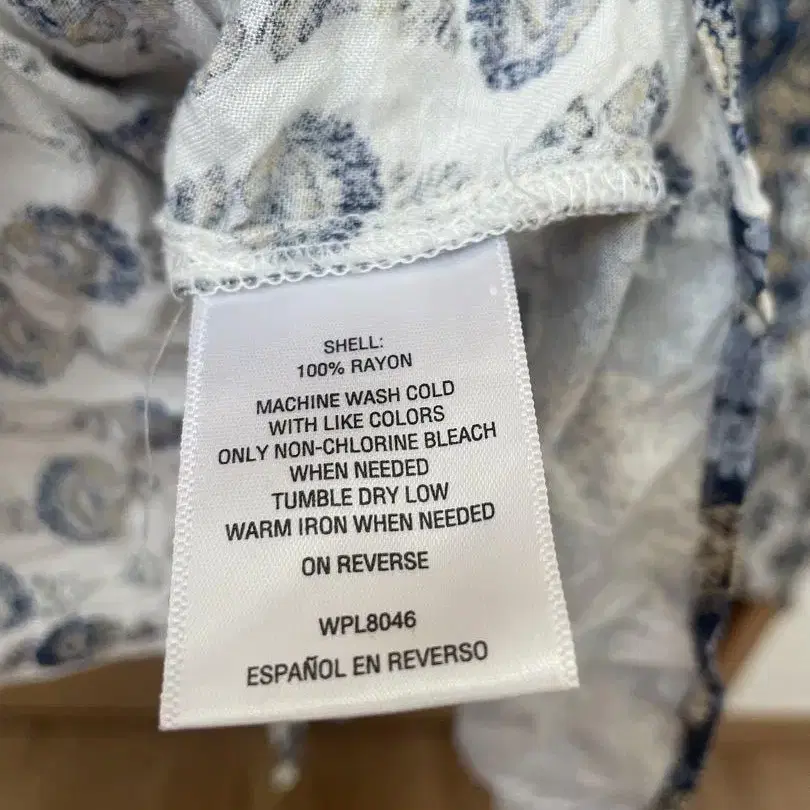 SHELL:
100% RAYON
MACHINE WASH COLD
WITH LIKE COLORS
ONLY NON-CHLORINE BLEACH
WHEN NEEDED
TUMBLE DRY LOW
WARM IRON WHEN NEEDED
ON REVERSE
WPL8046
ESPAÑOL EN REVERSO